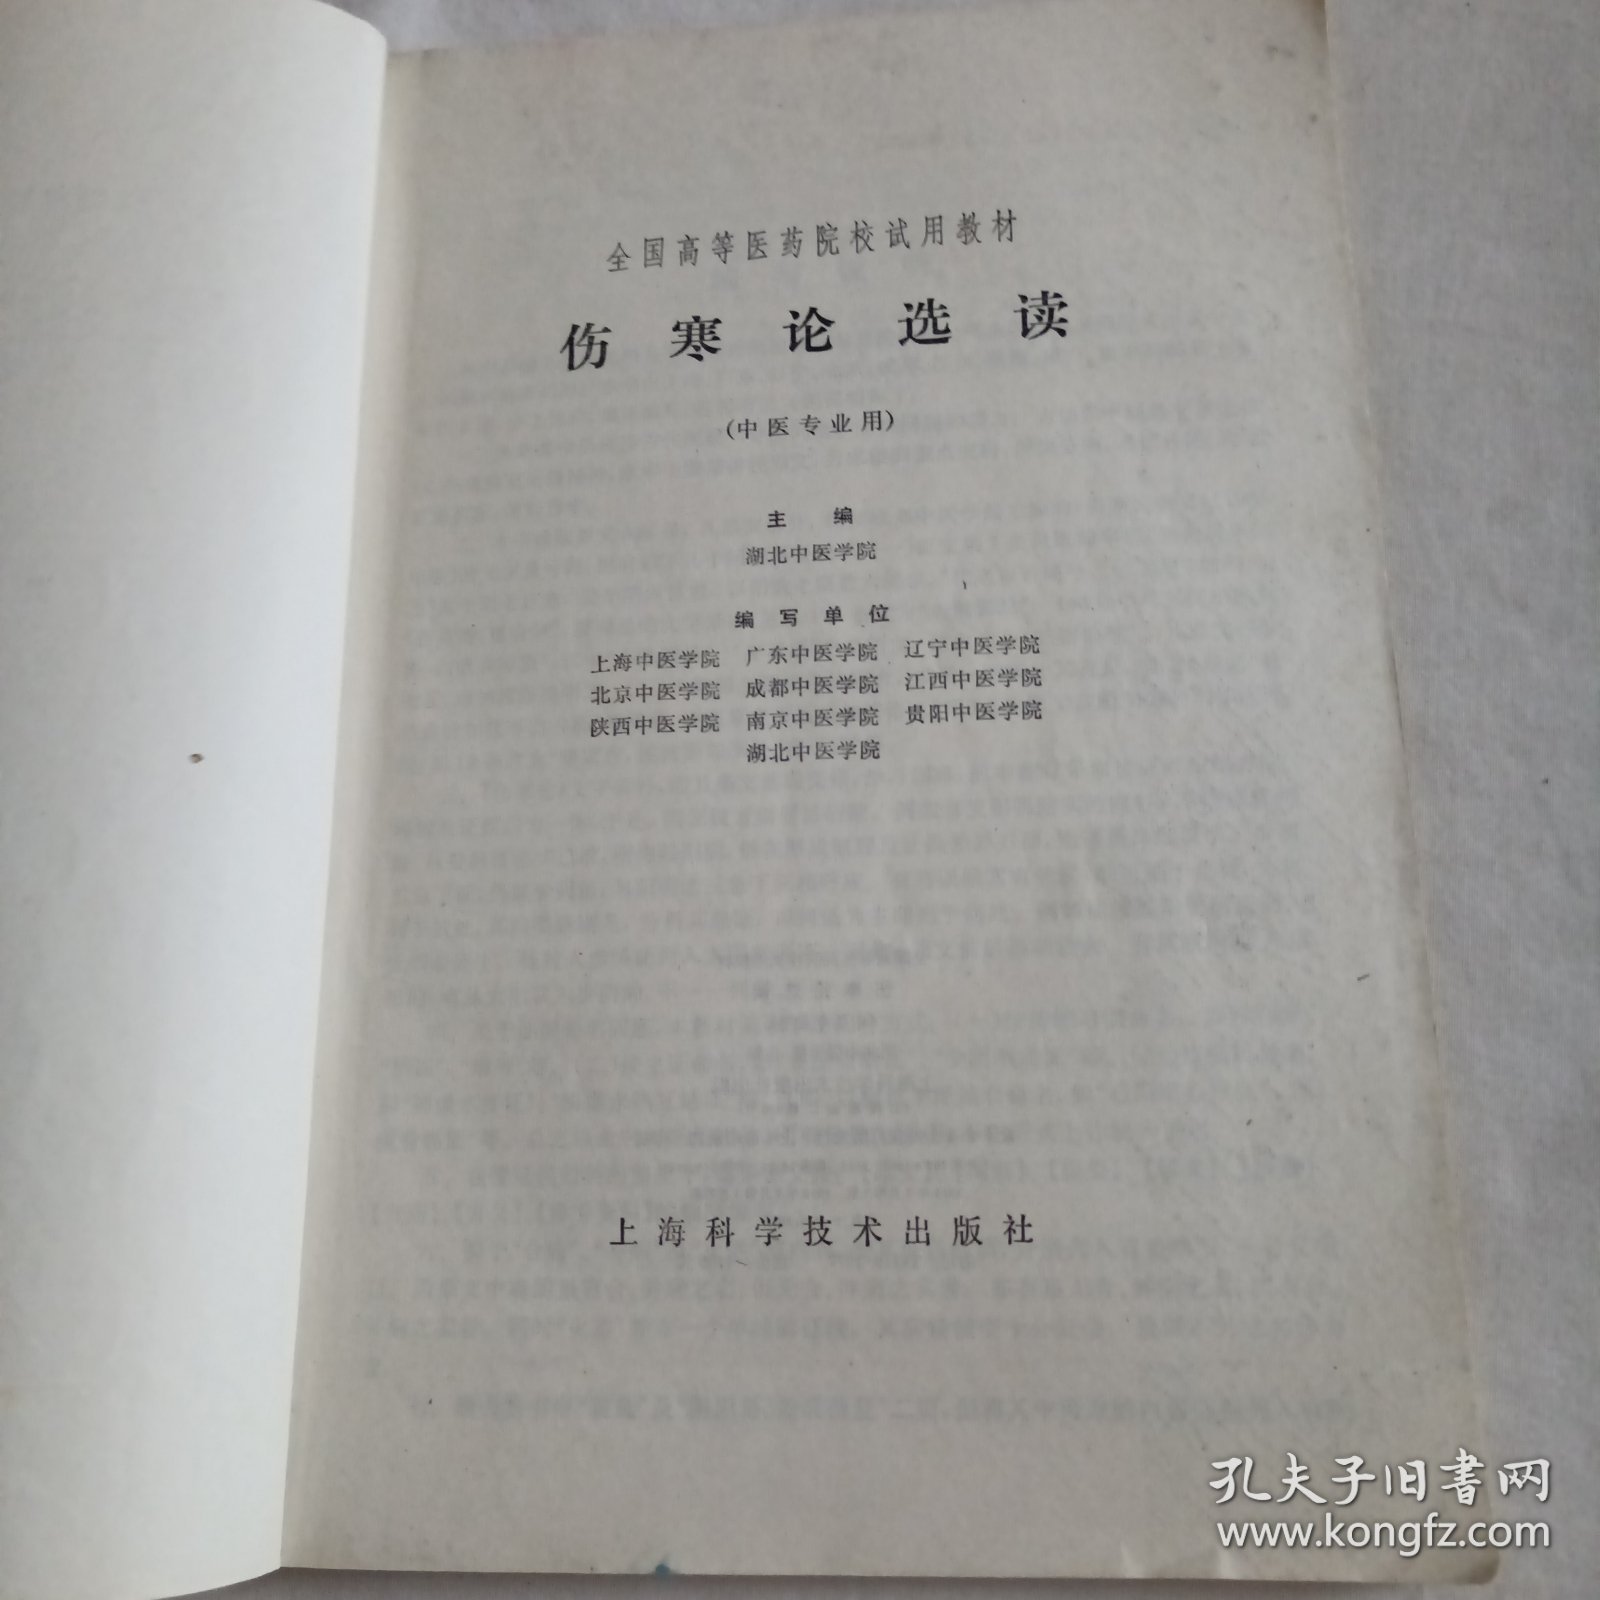 全国高等医药院校试用教材
伤寒论选读
(中医专业用)
主编
湖北中医学院
编写单位
上海中医学院 广东中医学院 辽宁中医学院
北京中医学院 成都中医学院 江西中医学院
陕西中医学院 南京中医学院 贵阳中医学院
湖北中医学院
上海科学技术出版社
孔夫子旧书网
www.kongfz.com